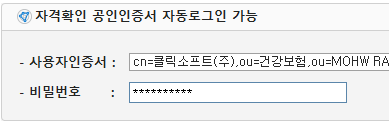 자격확인 공인인증서 자동로그인 가능
- 사용자인증서 : cn=클릭소프트(주),ou=건강보험,ou=MOHW RA
- 비밀번호 : **********